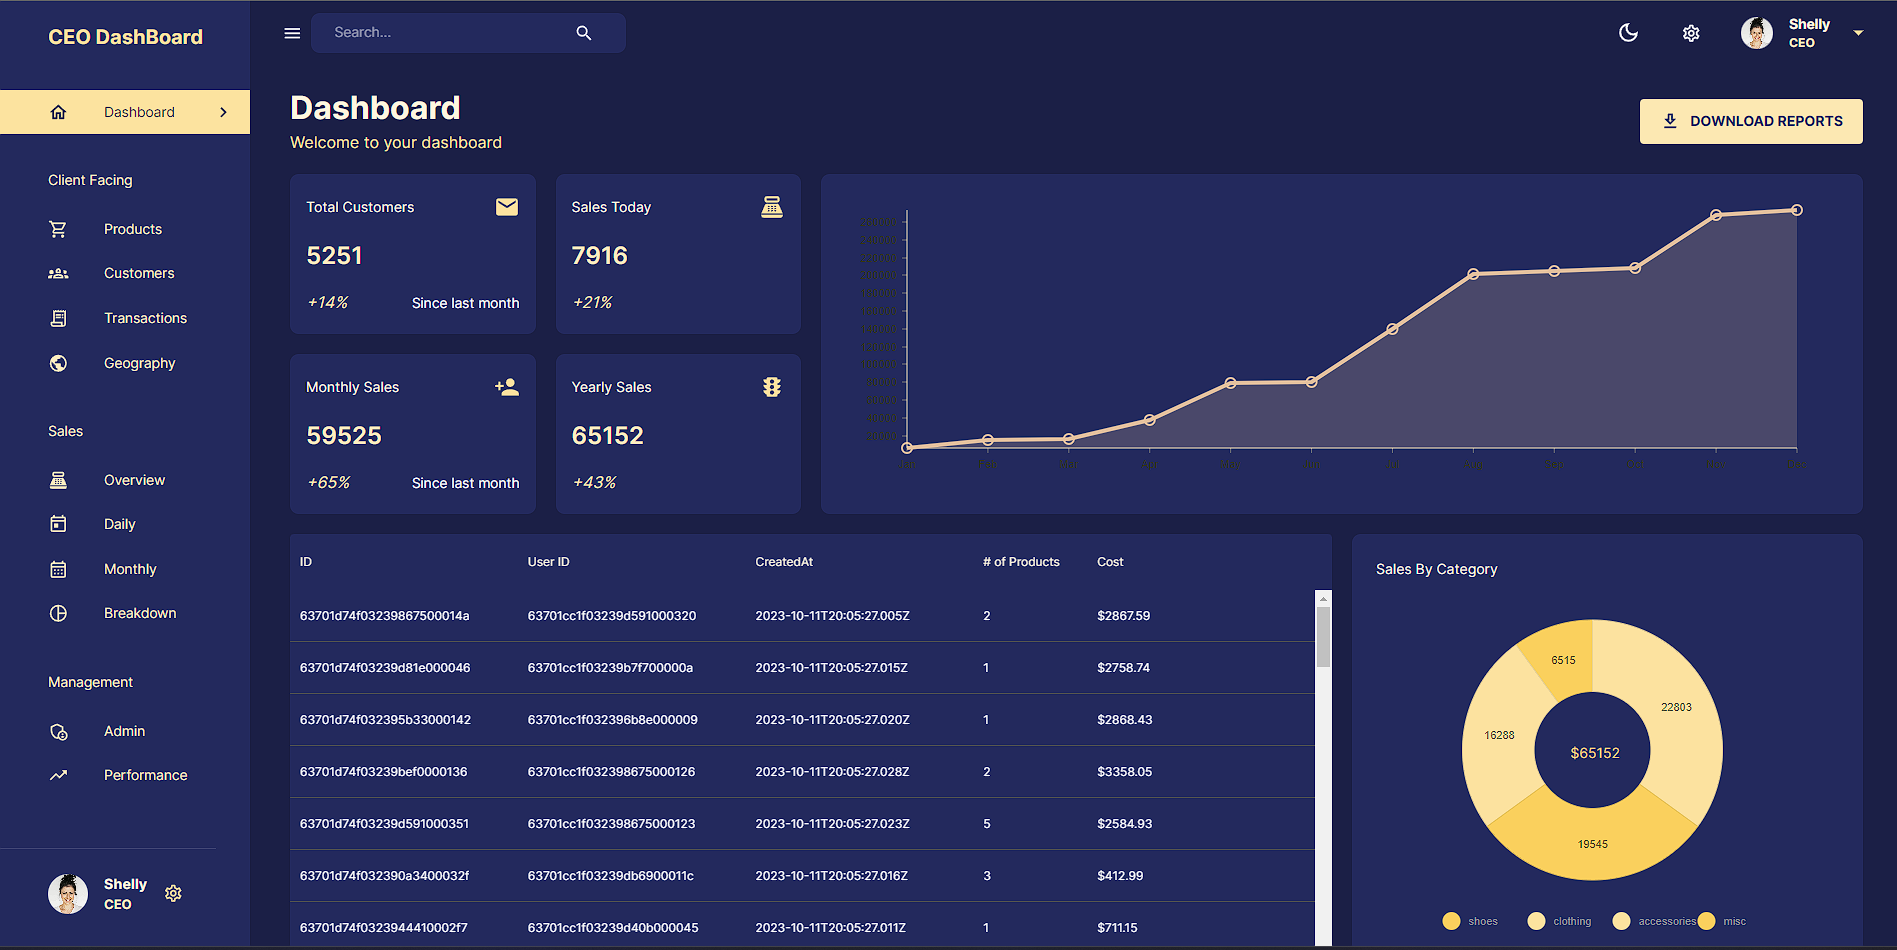 CEO DashBoard
Search...
Shelly
CEO
Dashboard
Client Facing
Products
Customers
Transactions
Geography
Sales
Overview
Daily
Monthly
Breakdown
Management
Admin
Performance
Shelly
CEO
Dashboard
Welcome to your dashboard
DOWNLOAD REPORTS
Total Customers
5251
+14% Since last month
Sales Today
7916
+21%
Monthly Sales
59525
+65% Since last month
Yearly Sales
65152
+43%
ID User ID CreatedAt # of Products Cost
63701d74f03239867500014a 63701cc1f03239d591000320 2023-10-11T20:05:27.005Z 2 $2867.59
63701d74f03239d81e000046 63701cc1f03239b7f700000a 2023-10-11T20:05:27.015Z 1 $2758.74
63701d74f032395b33000142 63701cc1f032396b8e000009 2023-10-11T20:05:27.020Z 1 $2868.43
63701d74f03239bef0000136 63701cc1f032398675000126 2023-10-11T20:05:27.028Z 2 $3358.05
63701d74f03239d591000351 63701cc1f032398675000123 2023-10-11T20:05:27.023Z 5 $2584.93
63701d74f032390a3400032f 63701cc1f03239db6900011c 2023-10-11T20:05:27.016Z 3 $412.99
63701d74f0323944410002f7 63701cc1f03239d40b000045 2023-10-11T20:05:27.011Z 1 $711.15
Sales By Category
6515
22803
16288
$65152
19545
shoes clothing accessories misc